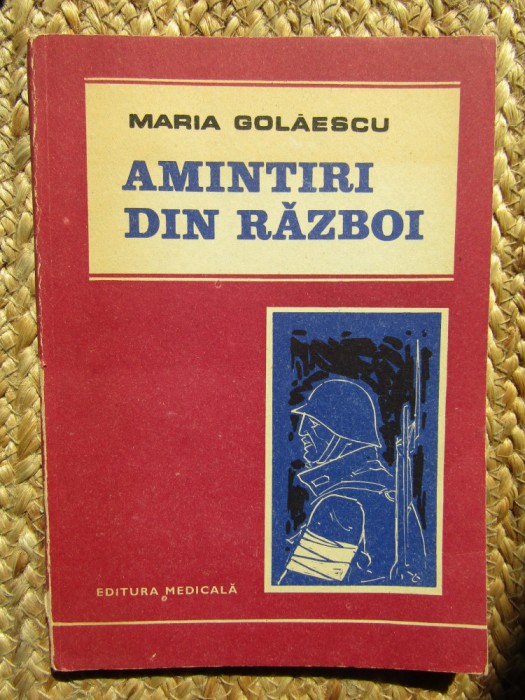 MARIA GOLĂESCU
AMINTIRI
DIN RĂZBOI
EDITURA MEDICALĂ